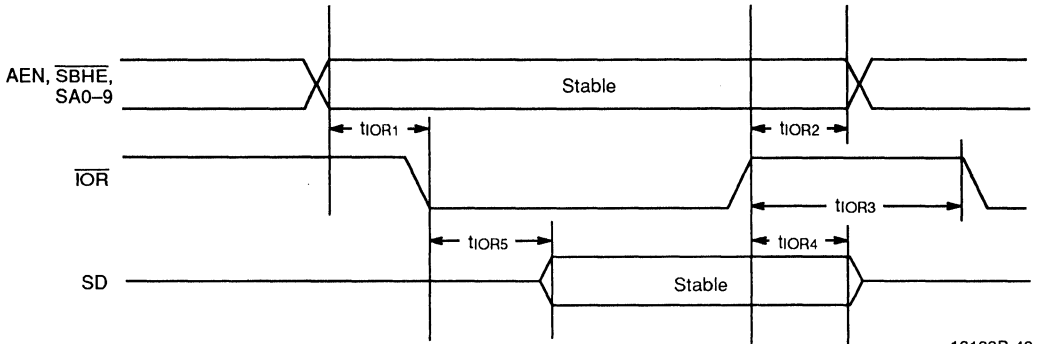 AEN, SBHE,
SA0–9
Stable
tIOR1
tIOR2
IOR
tIOR3
tIOR5
tIOR4
SD
Stable